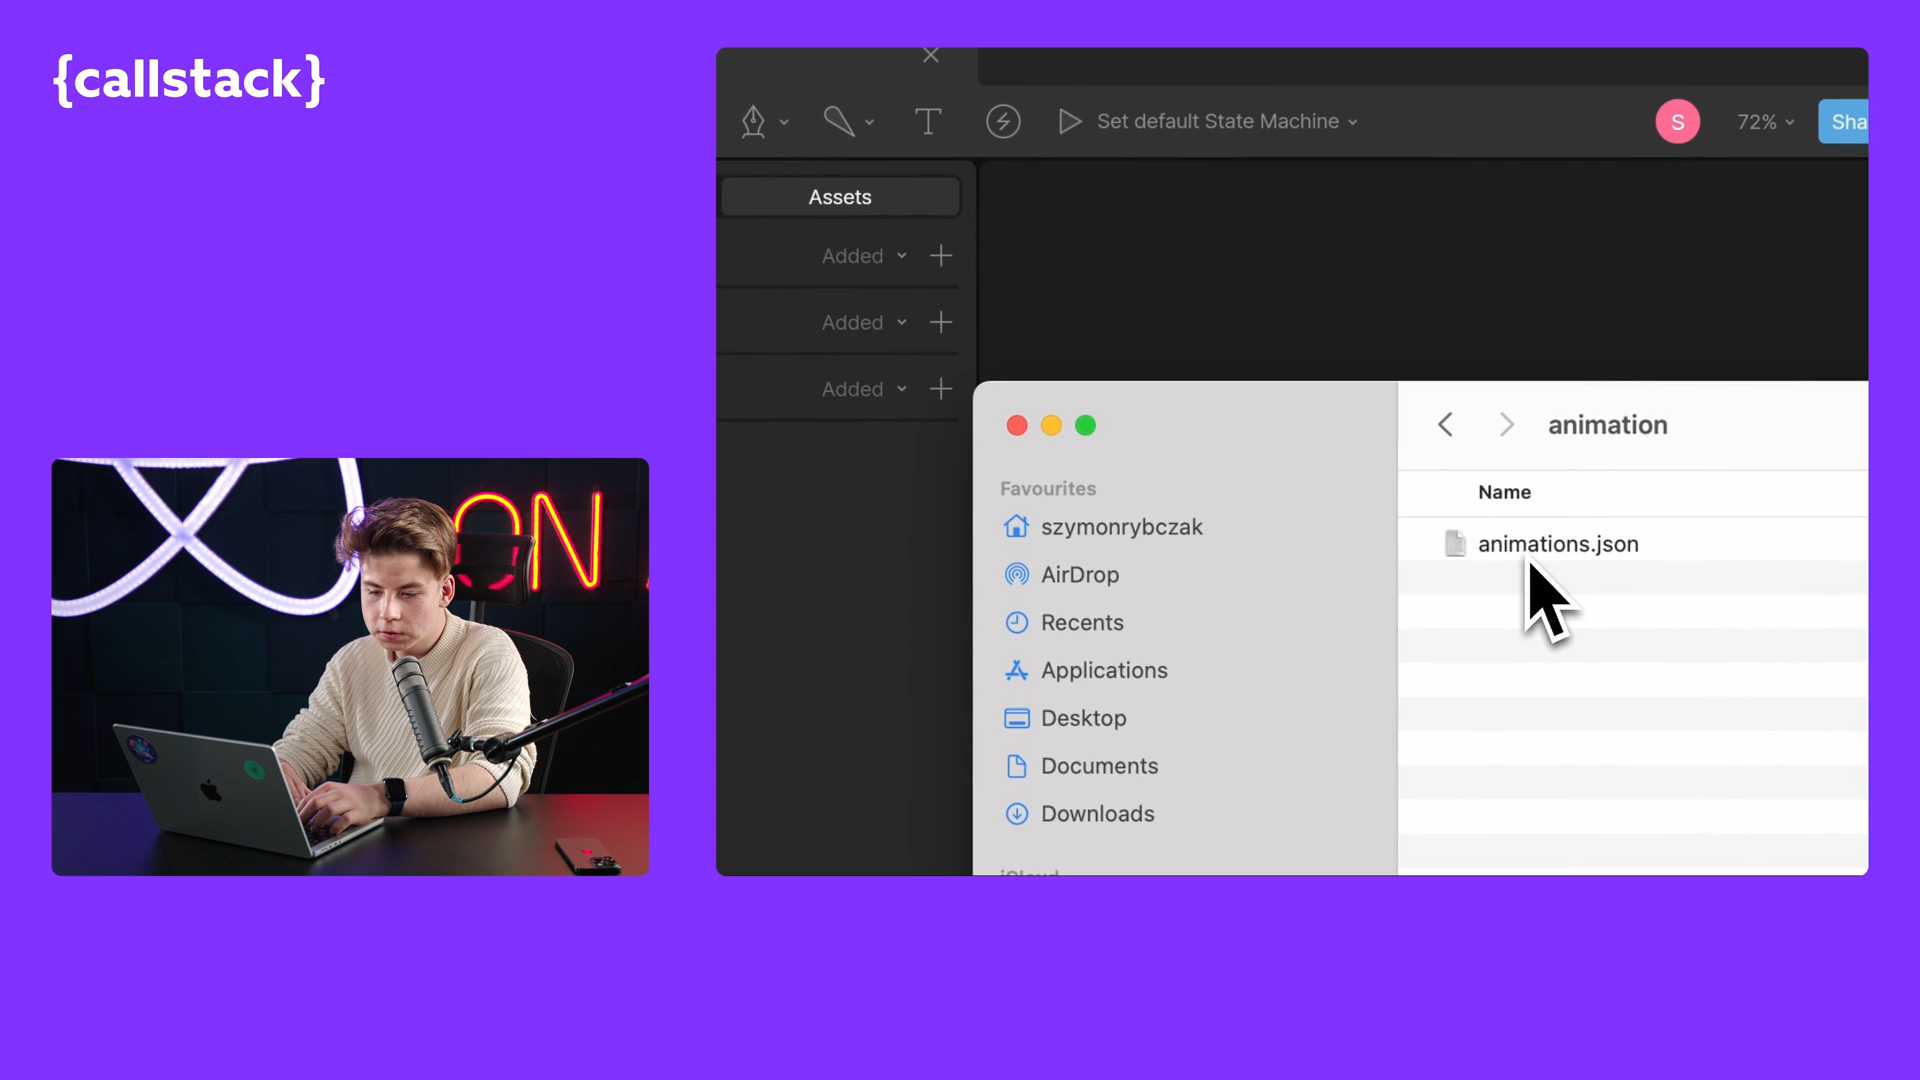 {callstack}
Set default State Machine
S
72%
Sha
Assets
Added
Added
Added
animation
Favourites
Name
szymonrybczak
animations.json
AirDrop
Recents
Applications
Desktop
Documents
Downloads
ON